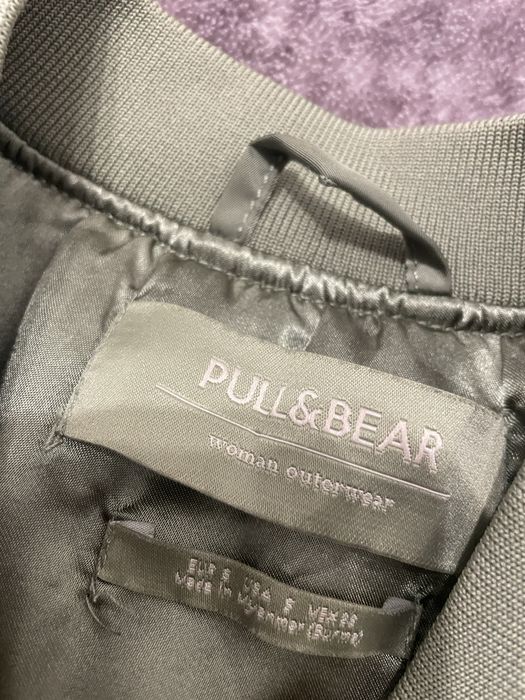 PULL&BEAR
woman outerwear
EUR S USA S MEX 26
Made in Myanmar (Burma)